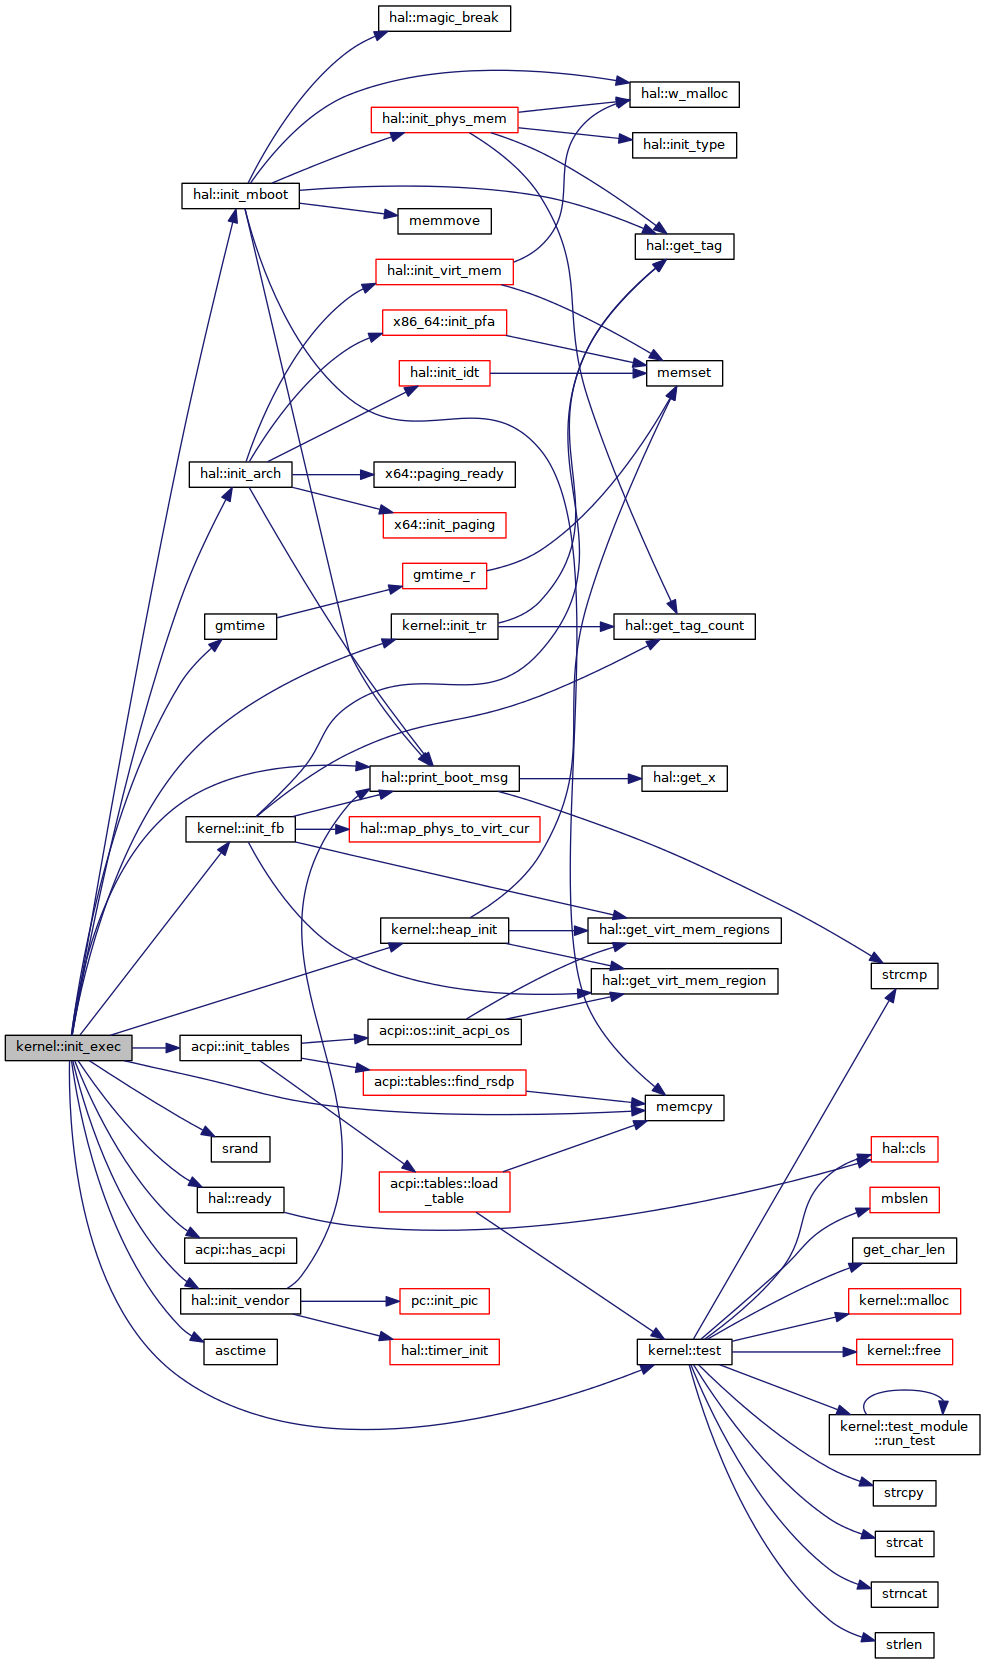 hal::magic_break
hal::w_malloc
hal::init_phys_mem
hal::init_type
hal::init_mboot
memmove
hal::get_tag
hal::init_virt_mem
x86_64::init_pfa
hal::init_idt
memset
hal::init_arch
x64::paging_ready
x64::init_paging
gmtime_r
gmtime
kernel::init_tr
hal::get_tag_count
hal::print_boot_msg
hal::get_x
kernel::init_fb
hal::map_phys_to_virt_cur
kernel::heap_init
hal::get_virt_mem_regions
strcmp
hal::get_virt_mem_region
acpi::os::init_acpi_os
kernel::init_exec
acpi::init_tables
acpi::tables::find_rsdp
memcpy
srand
hal::cls
acpi::tables::load
_table
hal::ready
mbslen
acpi::has_acpi
get_char_len
hal::init_vendor
pc::init_pic
kernel::malloc
asctime
hal::timer_init
kernel::test
kernel::free
kernel::test_module
::run_test
strcpy
strcat
strncat
strlen